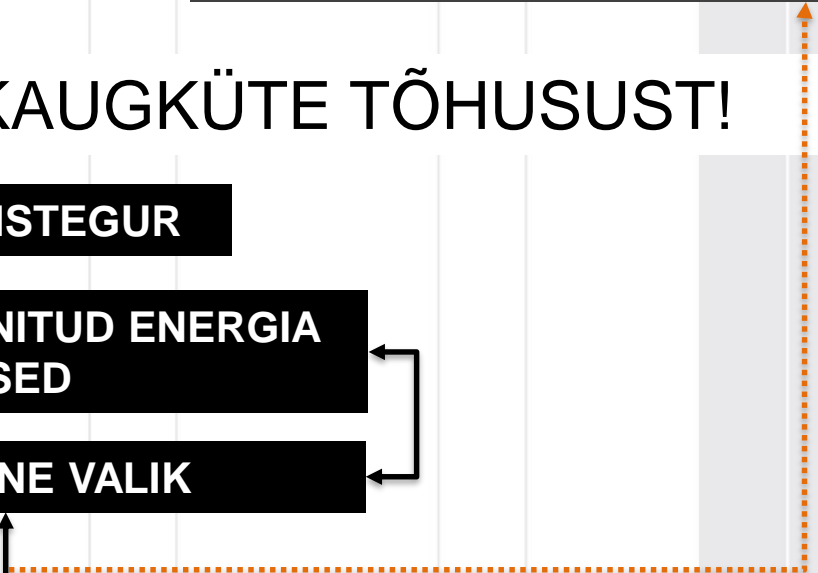 KAUGKÜTE TÕHUSUST!
ISTEGUR
NITUD ENERGIA
SED
NE VALIK